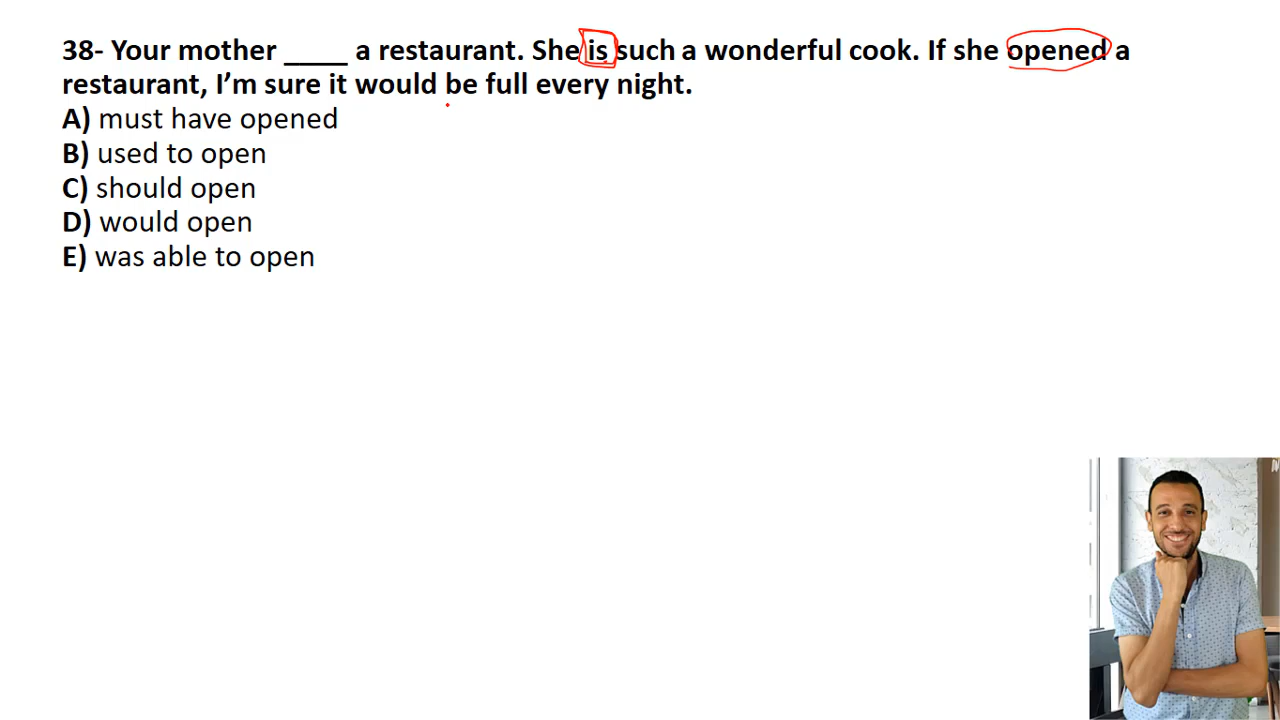 38- Your mother ____ a restaurant. She is such a wonderful cook. If she opened a
restaurant, I’m sure it would be full every night.
A) must have opened
B) used to open
C) should open
D) would open
E) was able to open